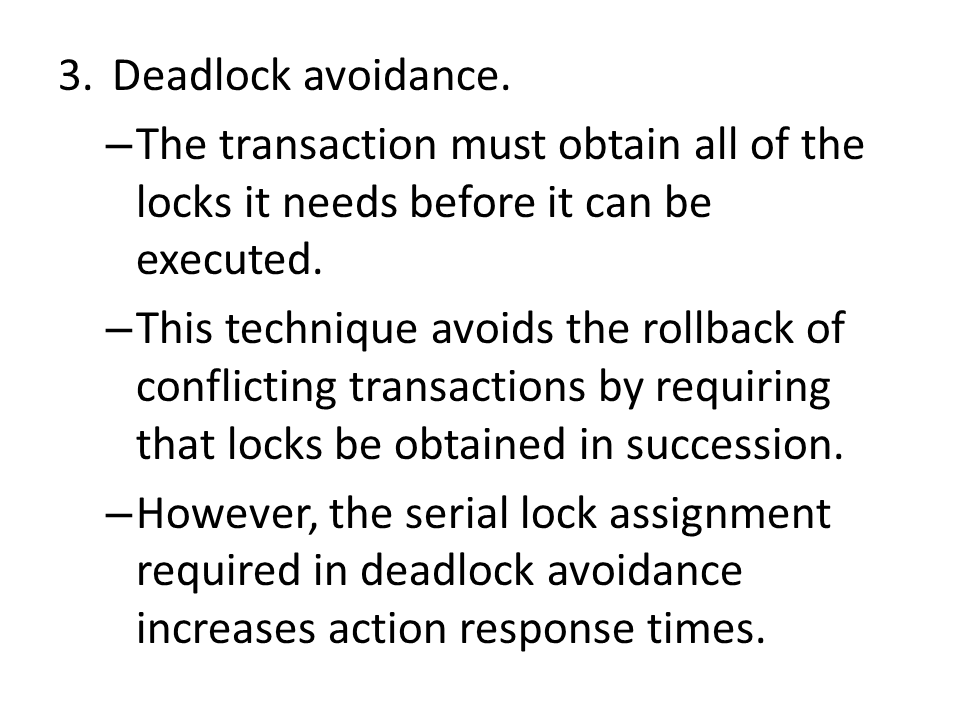 3. Deadlock avoidance.
– The transaction must obtain all of the
locks it needs before it can be
executed.
– This technique avoids the rollback of
conflicting transactions by requiring
that locks be obtained in succession.
– However, the serial lock assignment
required in deadlock avoidance
increases action response times.